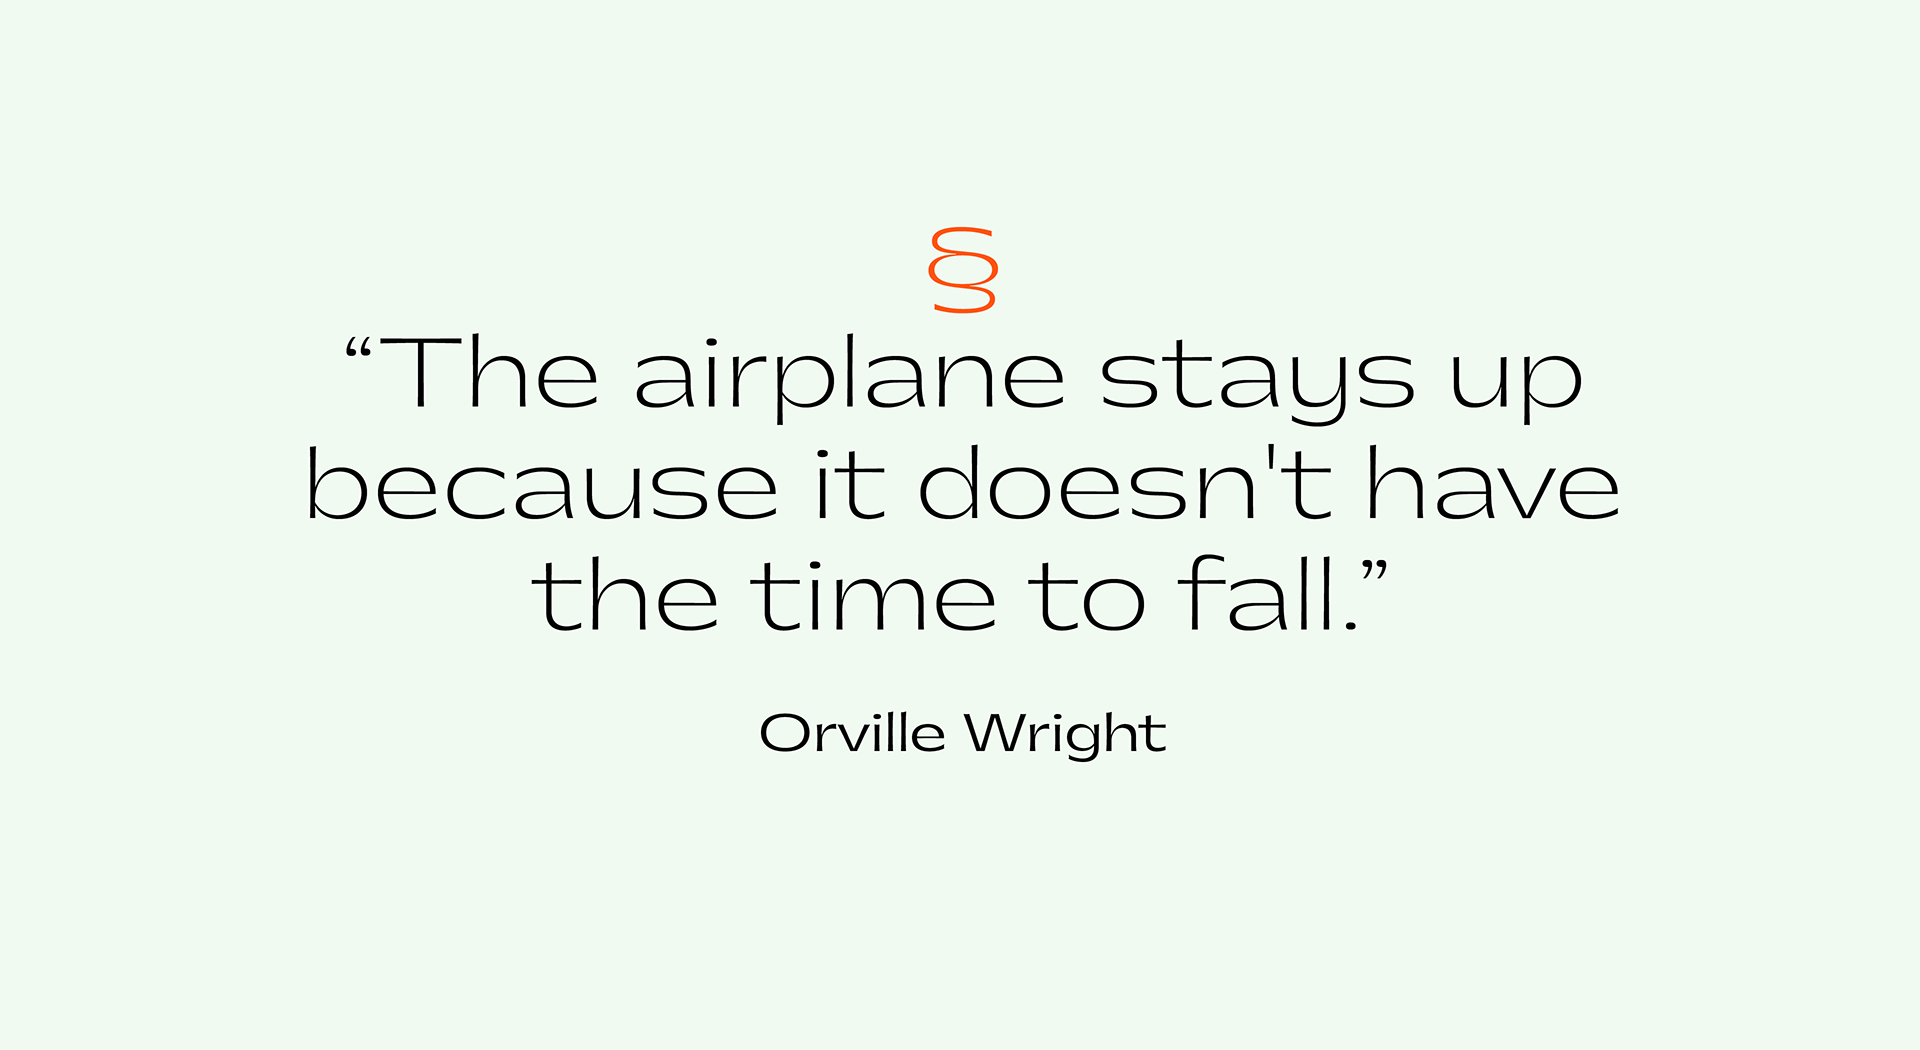 §
“The airplane stays up
because it doesn't have
the time to fall.”
Orville Wright